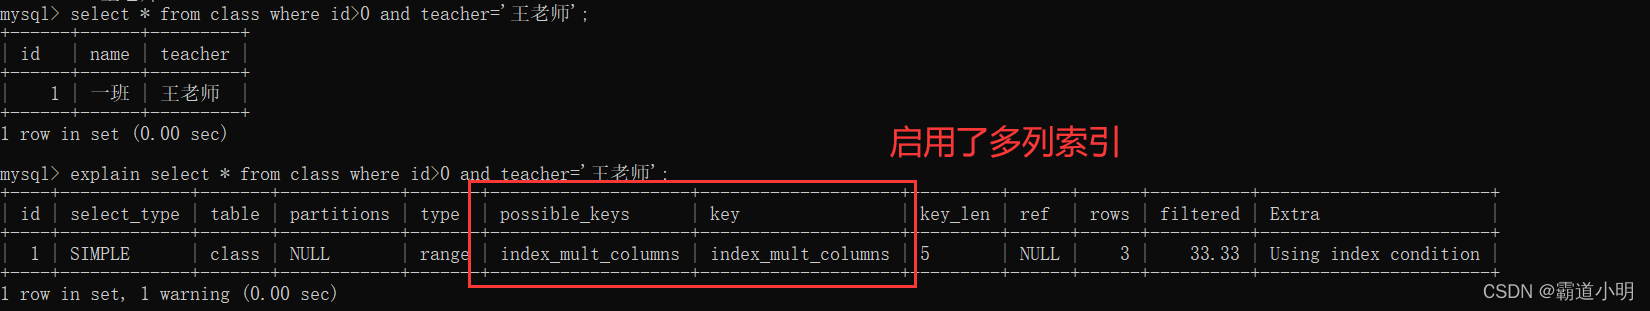 mysql> select * from class where id>0 and teacher='王老师';
+------+------+---------+
| id   | name | teacher |
+------+------+---------+
|    1 | 一班 | 王老师  |
+------+------+---------+
1 row in set (0.00 sec)
启用了多列索引
mysql> explain select * from class where id>0 and teacher='王老师';
+----+-------------+-------+------------+-------+--------------------+--------------------+---------+------+------+----------+-----------------------+
| id | select_type | table | partitions | type  | possible_keys      | key                | key_len | ref  | rows | filtered | Extra                 |
+----+-------------+-------+------------+-------+--------------------+--------------------+---------+------+------+----------+-----------------------+
|  1 | SIMPLE      | class | NULL       | range | index_mult_columns | index_mult_columns | 5       | NULL |    3 |    33.33 | Using index condition |
+----+-------------+-------+------------+-------+--------------------+--------------------+---------+------+------+----------+-----------------------+
1 row in set, 1 warning (0.00 sec)
CSDN @霸道小明